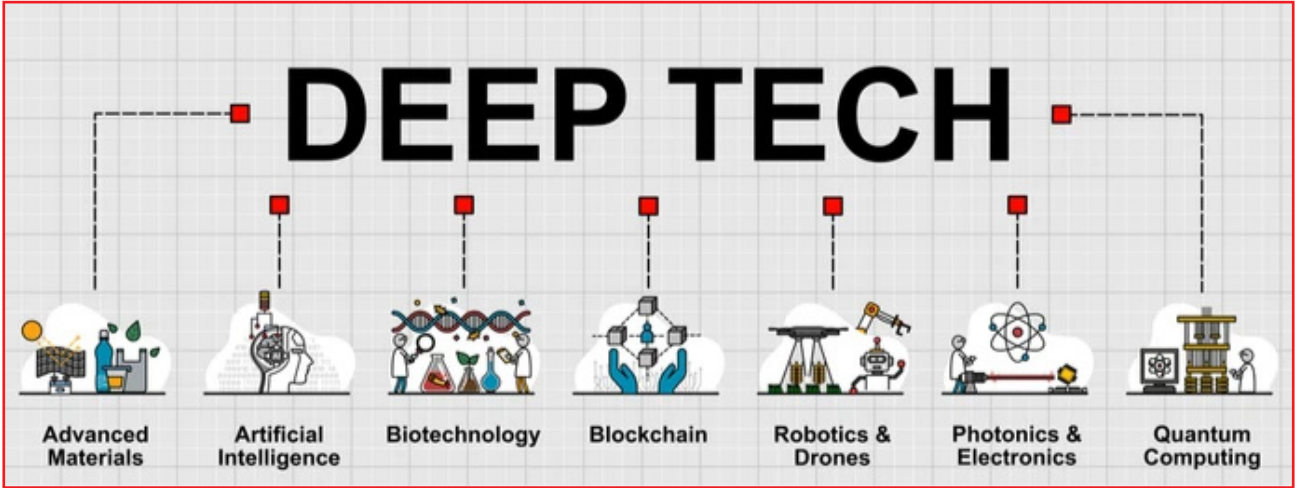 DEEP TECH
Advanced
Materials
Artificial
Intelligence
Biotechnology
Blockchain
Robotics &
Drones
Photonics &
Electronics
Quantum
Computing